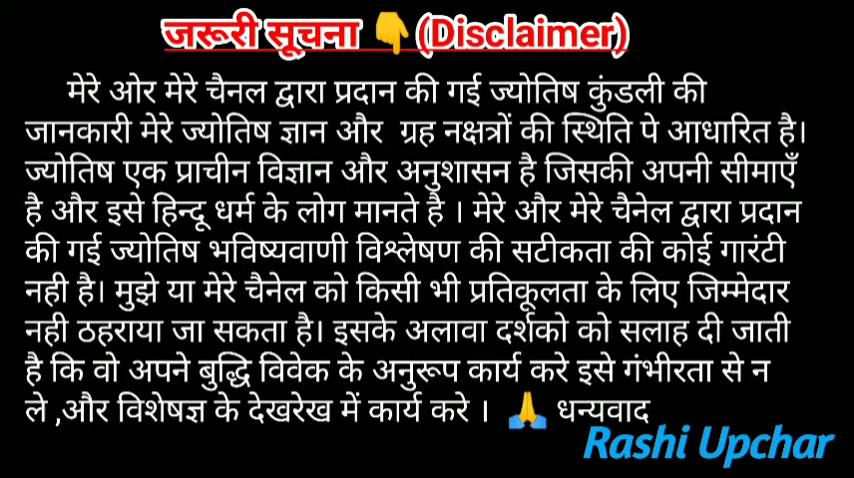 जरूरी सूचना 👇 (Disclaimer)
मेरे ओर मेरे चैनल द्वारा प्रदान की गई ज्योतिष कुंडली की
जानकारी मेरे ज्योतिष ज्ञान और ग्रह नक्षत्रों की स्थिति पे आधारित है।
ज्योतिष एक प्राचीन विज्ञान और अनुशासन है जिसकी अपनी सीमाएँ
है और इसे हिन्दू धर्म के लोग मानते है । मेरे और मेरे चैनेल द्वारा प्रदान
की गई ज्योतिष भविष्यवाणी विश्लेषण की सटीकता की कोई गारंटी
नही है। मुझे या मेरे चैनेल को किसी भी प्रतिकूलता के लिए जिम्मेदार
नही ठहराया जा सकता है। इसके अलावा दर्शको को सलाह दी जाती
है कि वो अपने बुद्धि विवेक के अनुरूप कार्य करे इसे गंभीरता से न
ले ,और विशेषज्ञ के देखरेख में कार्य करे । 🙏 धन्यवाद
Rashi Upchar